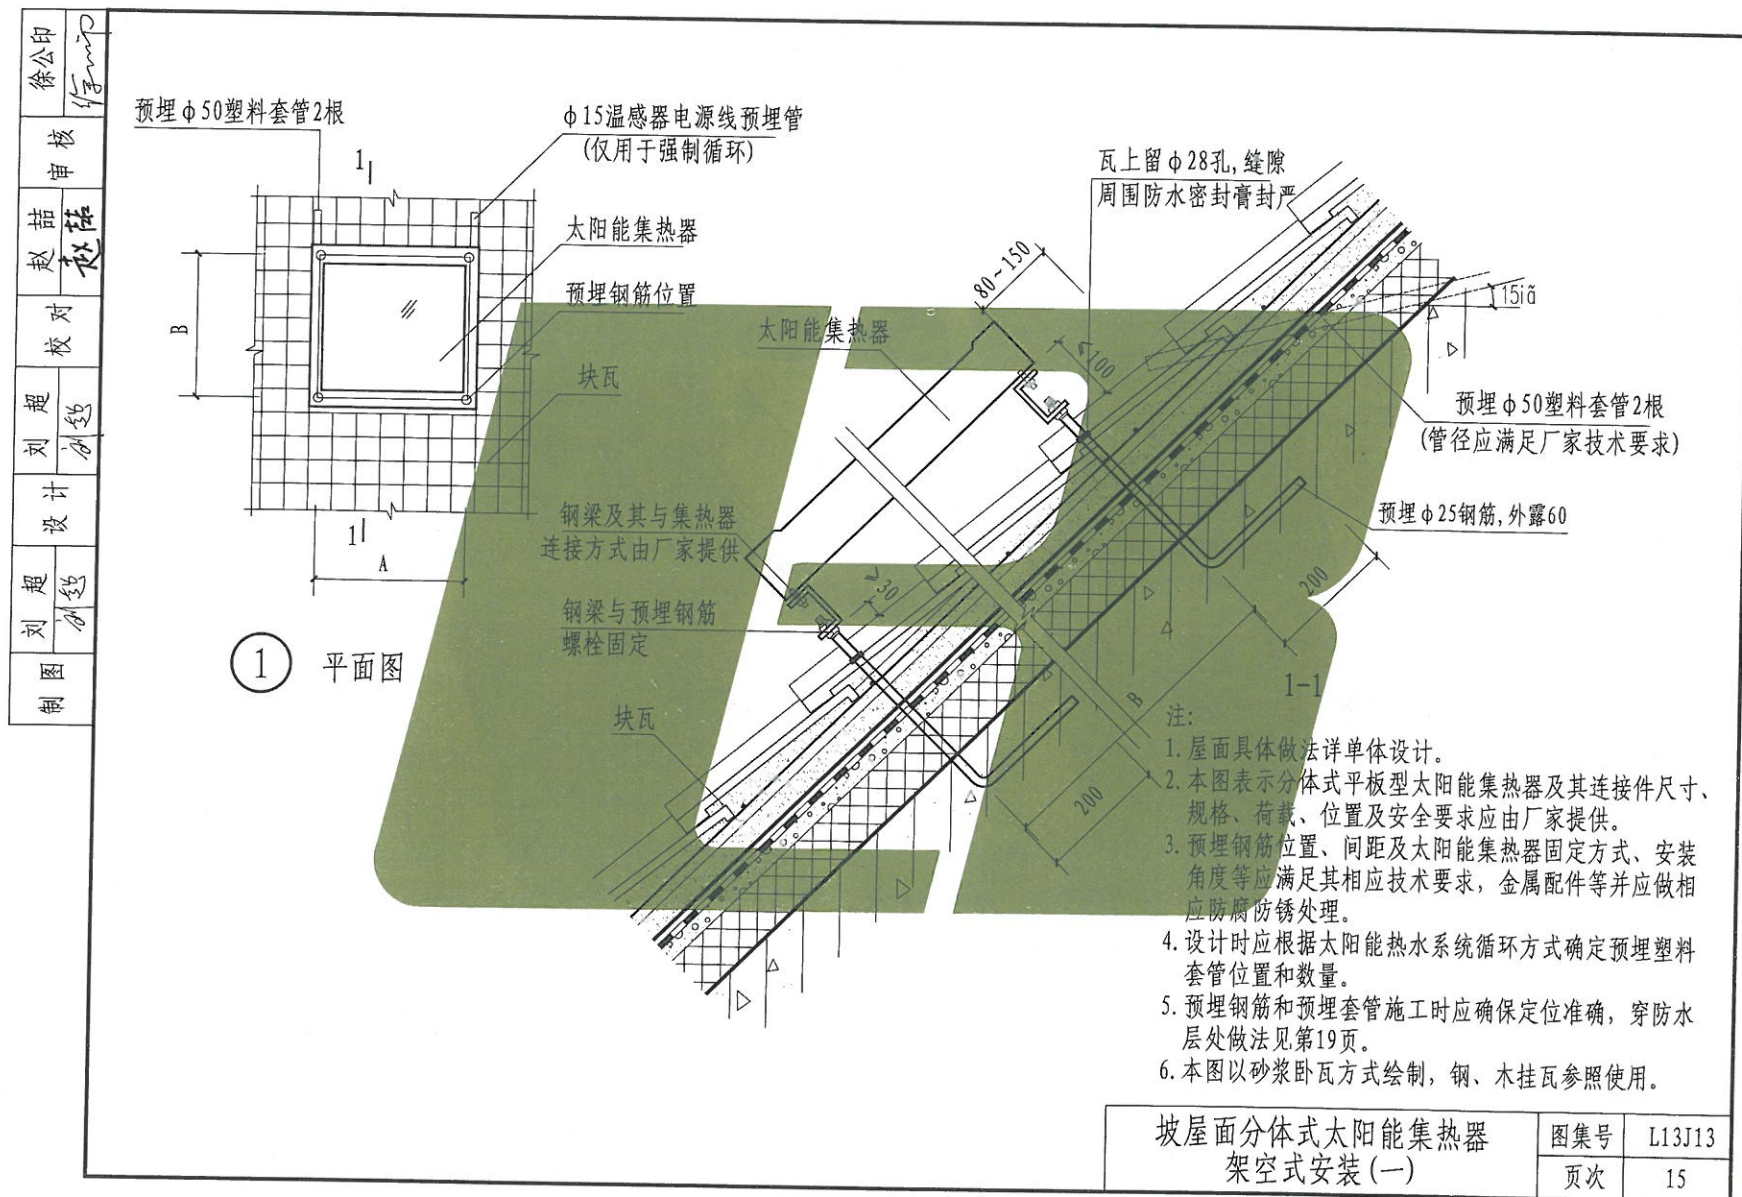 徐公印
审核
赵喆
赵喆
校对
刘超
刘超
设计
刘超
刘超
制图
预埋ф50塑料套管2根
ф15温感器电源线预埋管
(仅用于强制循环)
1
太阳能集热器
预埋钢筋位置
块瓦
B
A
1
① 平面图
瓦上留ф28孔,缝隙
周围防水密封膏封严
80~150
太阳能集热器
<100
15iã
预埋ф50塑料套管2根
(管径应满足厂家技术要求)
预埋ф25钢筋,外露60
钢梁及其与集热器
连接方式由厂家提供
钢梁与预埋钢筋
螺栓固定
块瓦
200
B
200
1-1
注:
1. 屋面具体做法详单体设计。
2. 本图表示分体式平板型太阳能集热器及其连接件尺寸、
规格、荷载、位置及安全要求应由厂家提供。
3. 预埋钢筋位置、间距及太阳能集热器固定方式、安装
角度等应满足其相应技术要求，金属配件等并应做相
应防腐防锈处理。
4. 设计时应根据太阳能热水系统循环方式确定预埋塑料
套管位置和数量。
5. 预埋钢筋和预埋套管施工时应确保定位准确，穿防水
层处做法见第19页。
6. 本图以砂浆卧瓦方式绘制，钢、木挂瓦参照使用。
坡屋面分体式太阳能集热器
架空式安装(一)
图集号 L13J13
页次 15